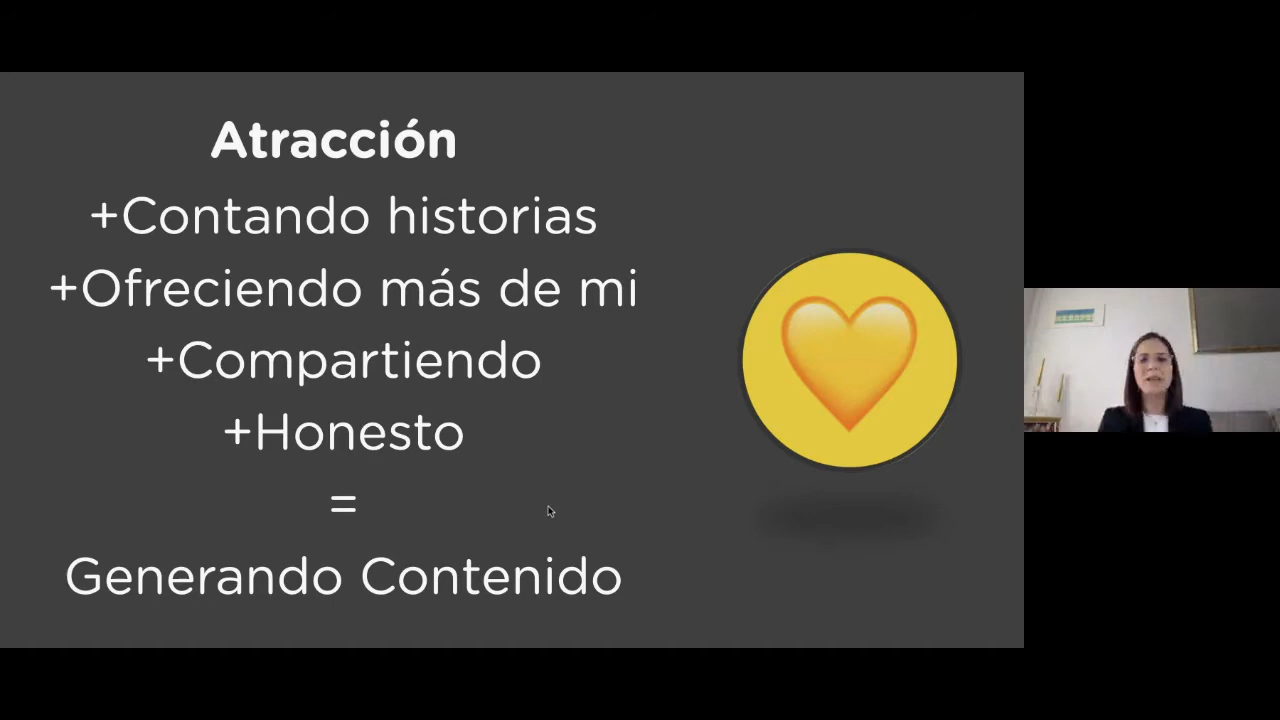 Atracción
+Contando historias
+Ofreciendo más de mi
+Compartiendo
+Honesto
=
Generando Contenido